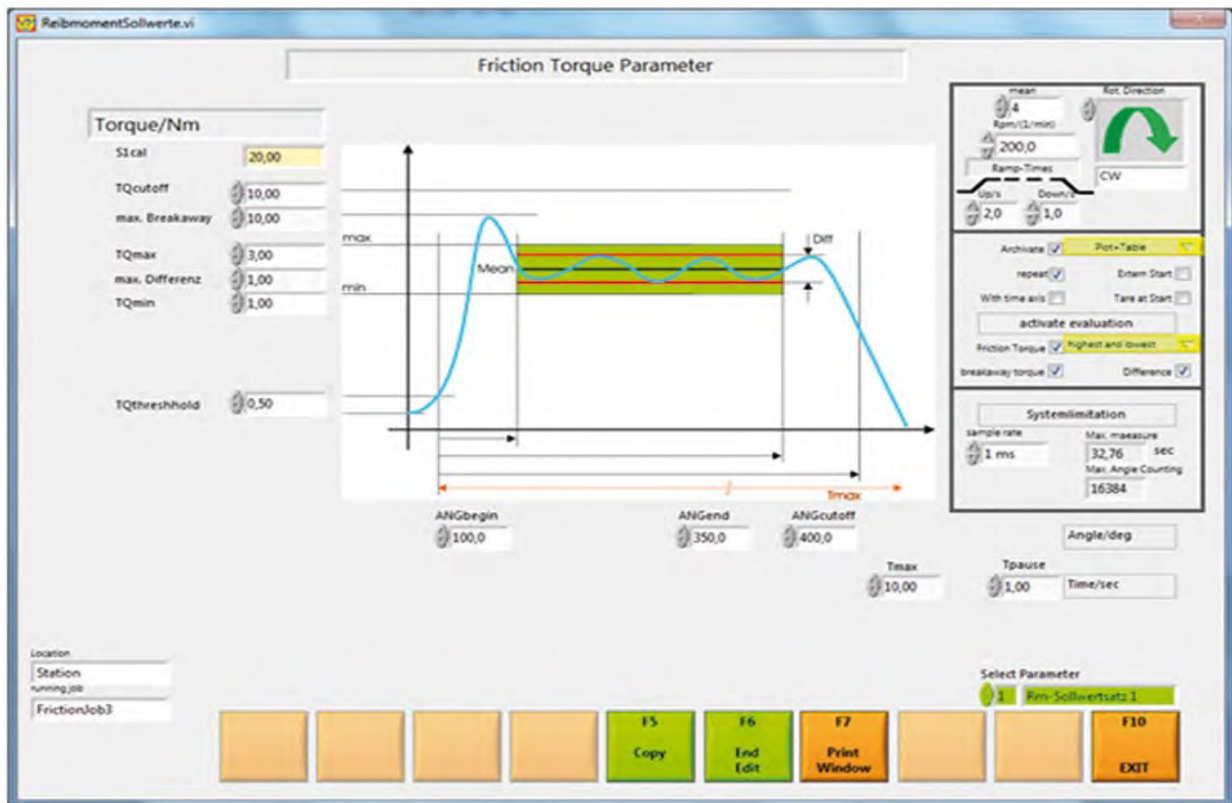 ReibmomentSollwerte.vi
Friction Torque Parameter
Torque/Nm
S1cal 20,00
TQcutoff 10,00
max. Breakaway 10,00
TQmax 3,00
max. Differenz 1,00
TQmin 1,00
TQthreshhold 0,50
max
Mean
min
Diff
Tmax
ANGbegin
100,0
ANGend
350,0
ANGcutoff
400,0
Tmax
10,00
Tpause
1,00
Angle/deg
Time/sec
mean
4
Rpm/(1/min)
200,0
Rot. Direction
CW
Ramp-Times
Up/s
2,0
Down/s
1,0
Archivate Plot+Table
repeat Extern Start
With time axis Tare at Start
activate evaluation
Friction Torque highest and lowest
breakaway torque Difference
Systemlimitation
sample rate
1 ms
Max. maeasure
32,76 sec
Max. Angle Counting
16384
Location
Station
running job
FrictionJob3
Select Parameter
1 Rm-Sollwertsatz 1
F5
Copy
F6
End
Edit
F7
Print
Window
F10
EXIT